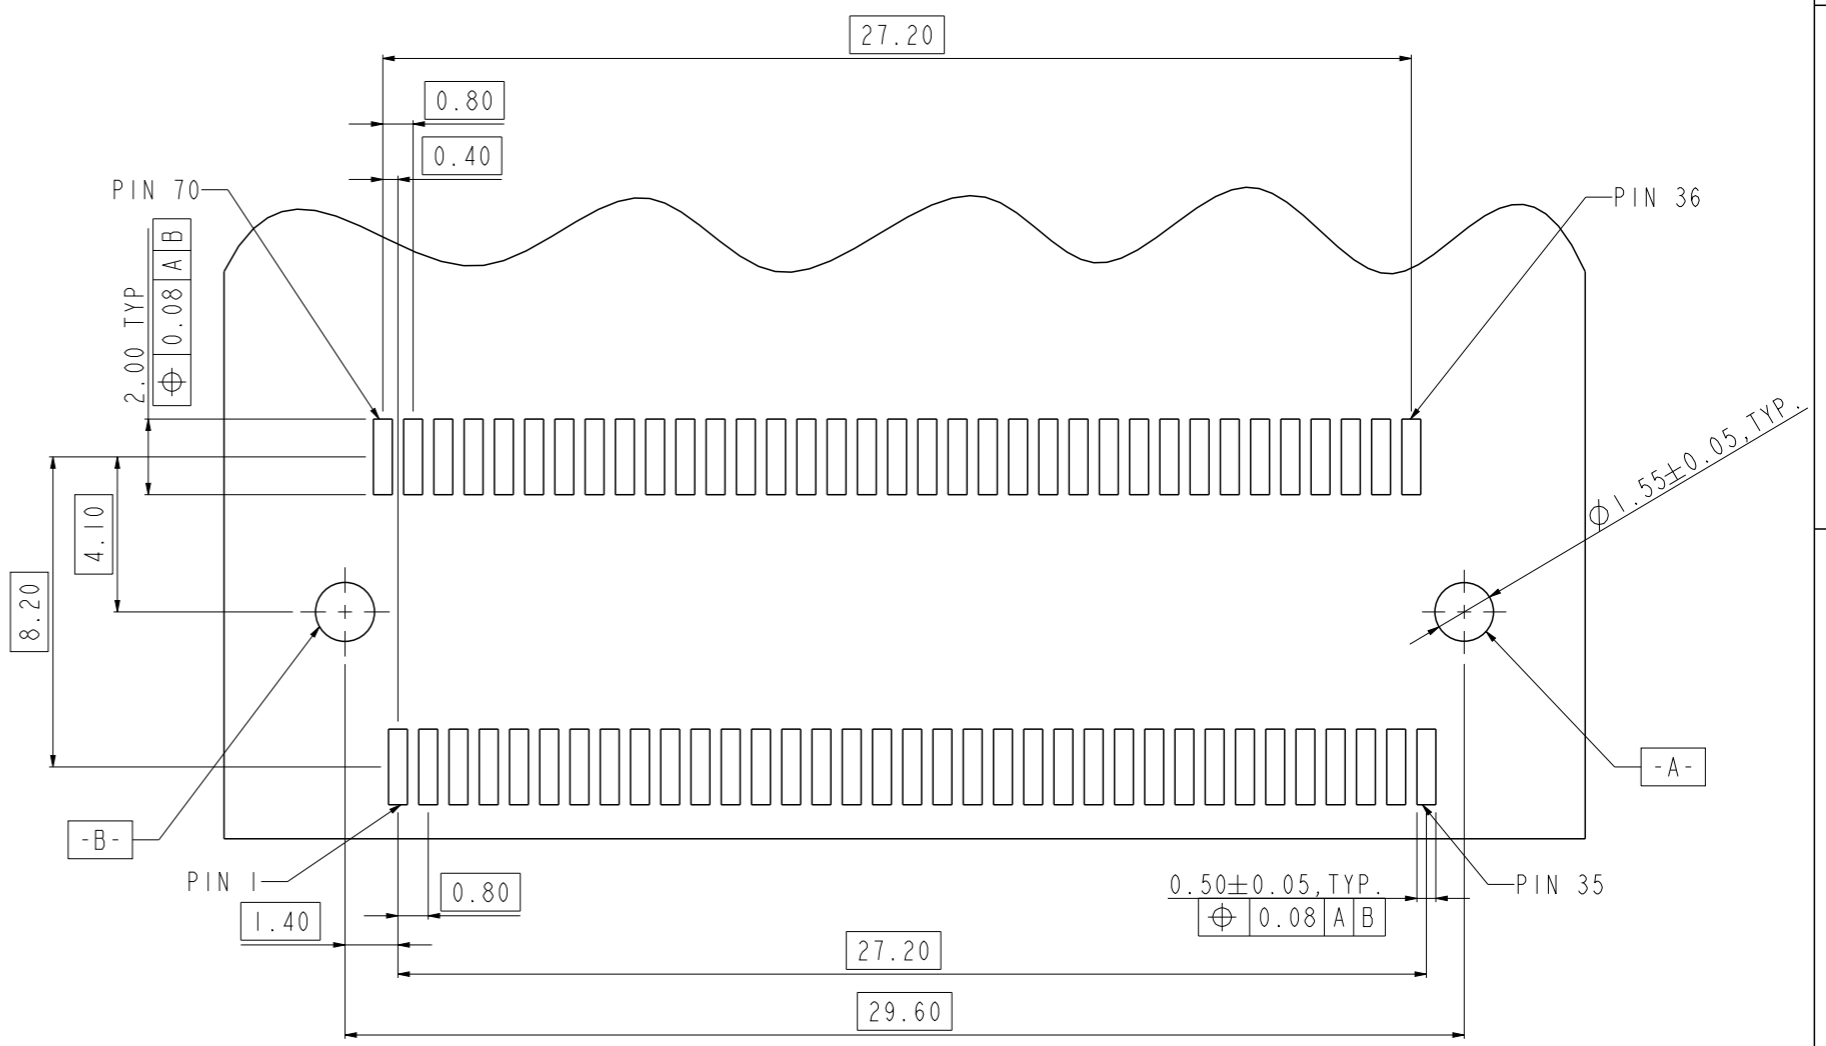 27.20
0.80
0.40
PIN 70
PIN 36
2.00 TYP
⌖ 0.08 A B
Ø1.55±0.05,TYP.
4.10
8.20
-A-
-B-
PIN 1
0.80
0.50±0.05,TYP.
PIN 35
⌖ 0.08 A B
1.40
27.20
29.60